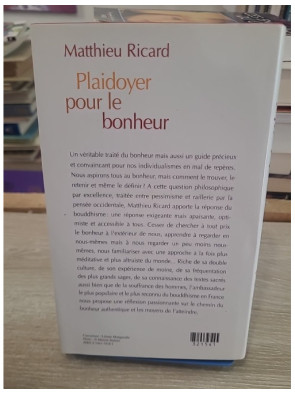 Matthieu Ricard
Plaidoyer
pour le
bonheur
Un véritable traité du bonheur mais aussi un guide précieux
et convaincant pour nos individualismes en mal de repères.
Nous aspirons tous au bonheur, mais comment le trouver, le
retenir et même le définir ? A cette question philosophique
par excellence, traitée entre pessimisme et raillerie par la
pensée occidentale, Matthieu Ricard apporte la réponse du
bouddhisme : une réponse exigeante mais apaisante, opti-
miste et accessible à tous. Cesser de chercher à tout prix
le bonheur à l'extérieur de nous, apprendre à regarder en
nous-mêmes mais à nous regarder un peu moins nous-
mêmes, nous familiariser avec une approche à la fois plus
méditative et plus altruiste du monde... Riche de sa double
culture, de son expérience de moine, de sa fréquentation
des plus grands sages, de sa connaissance des textes sacrés
aussi bien que de la souffrance des hommes, l'ambassadeur
le plus populaire et le plus reconnu du bouddhisme en France
nous propose une réflexion passionnante sur le chemin du
bonheur authentique et les moyens de l'atteindre.